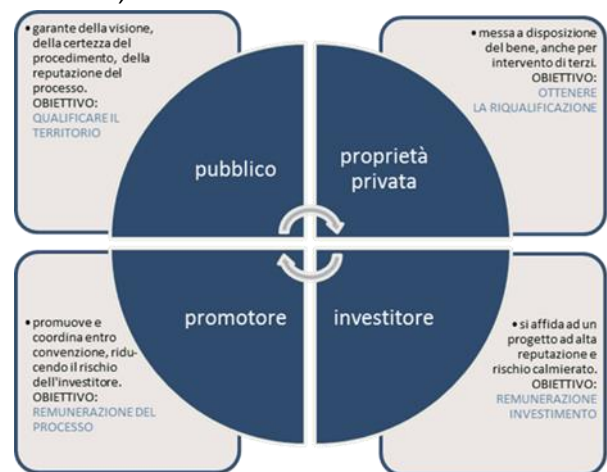 • garante della visione,
della certezza del
procedimento, della
reputazione del
processo.
OBIETTIVO:
QUALIFICARE IL
TERRITORIO
• messa a disposizione
del bene, anche per
intervento di terzi.
OBIETTIVO:
OTTENERE
LA RIQUALIFICAZIONE
pubblico
proprietà
privata
promotore
investitore
• promuove e
coordina entro
convenzione, ridu-
cendo il rischio
dell'investitore.
OBIETTIVO:
REMUNERAZIONE DEL
PROCESSO
• si affida ad un
progetto ad alta
reputazione e
rischio calmierato.
OBIETTIVO:
REMUNERAZIONE
INVESTIMENTO